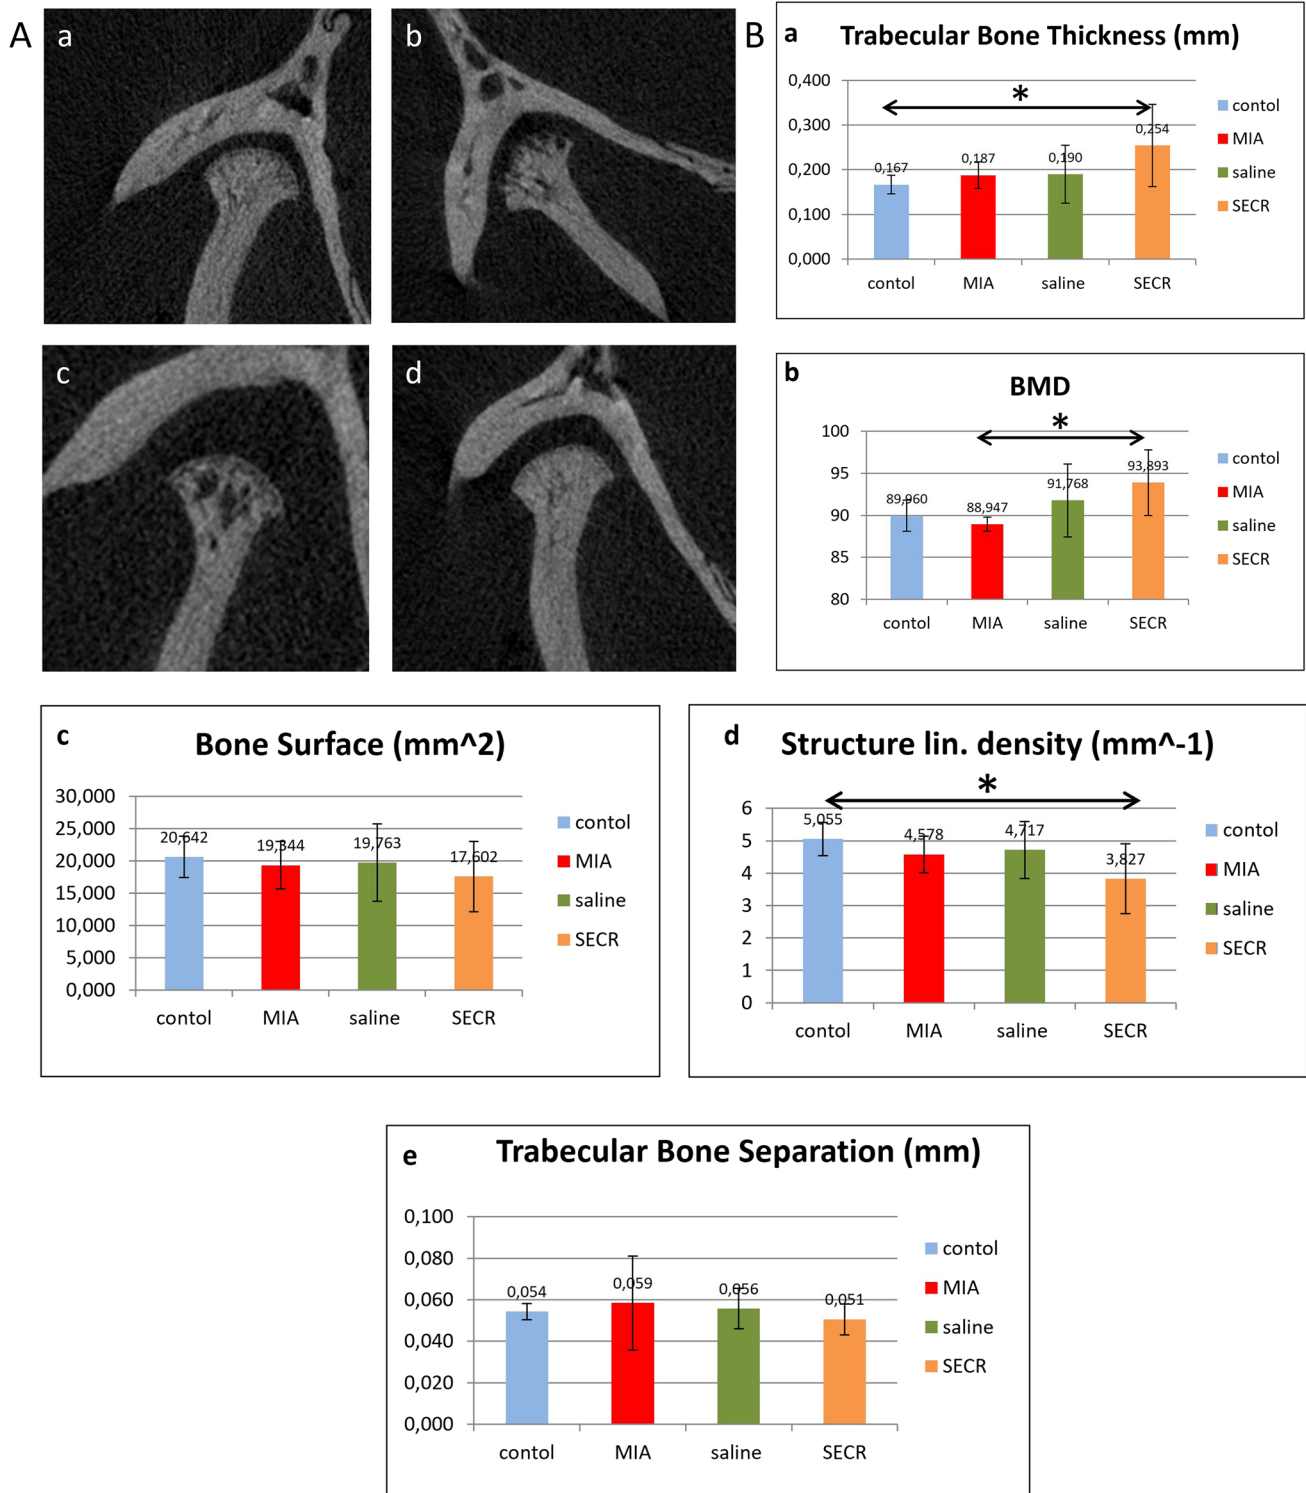 A
a
b
c
d
B
a
Trabecular Bone Thickness (mm)
0,400
0,300
0,200
0,100
0,000
*
0,167
0,187
0,190
0,254
contol
MIA
saline
SECR
contol
MIA
saline
SECR
b
BMD
*
100
95
90
85
80
89,960
88,947
91,768
93,893
contol
MIA
saline
SECR
contol
MIA
saline
SECR
c
Bone Surface (mm^2)
30,000
25,000
20,000
15,000
10,000
5,000
0,000
20,642
19,344
19,763
17,602
contol
MIA
saline
SECR
contol
MIA
saline
SECR
d
Structure lin. density (mm^-1)
*
6
5
4
3
2
1
0
5,055
4,578
4,717
3,827
contol
MIA
saline
SECR
contol
MIA
saline
SECR
e
Trabecular Bone Separation (mm)
0,100
0,080
0,060
0,040
0,020
0,000
0,054
0,059
0,056
0,051
contol
MIA
saline
SECR
contol
MIA
saline
SECR